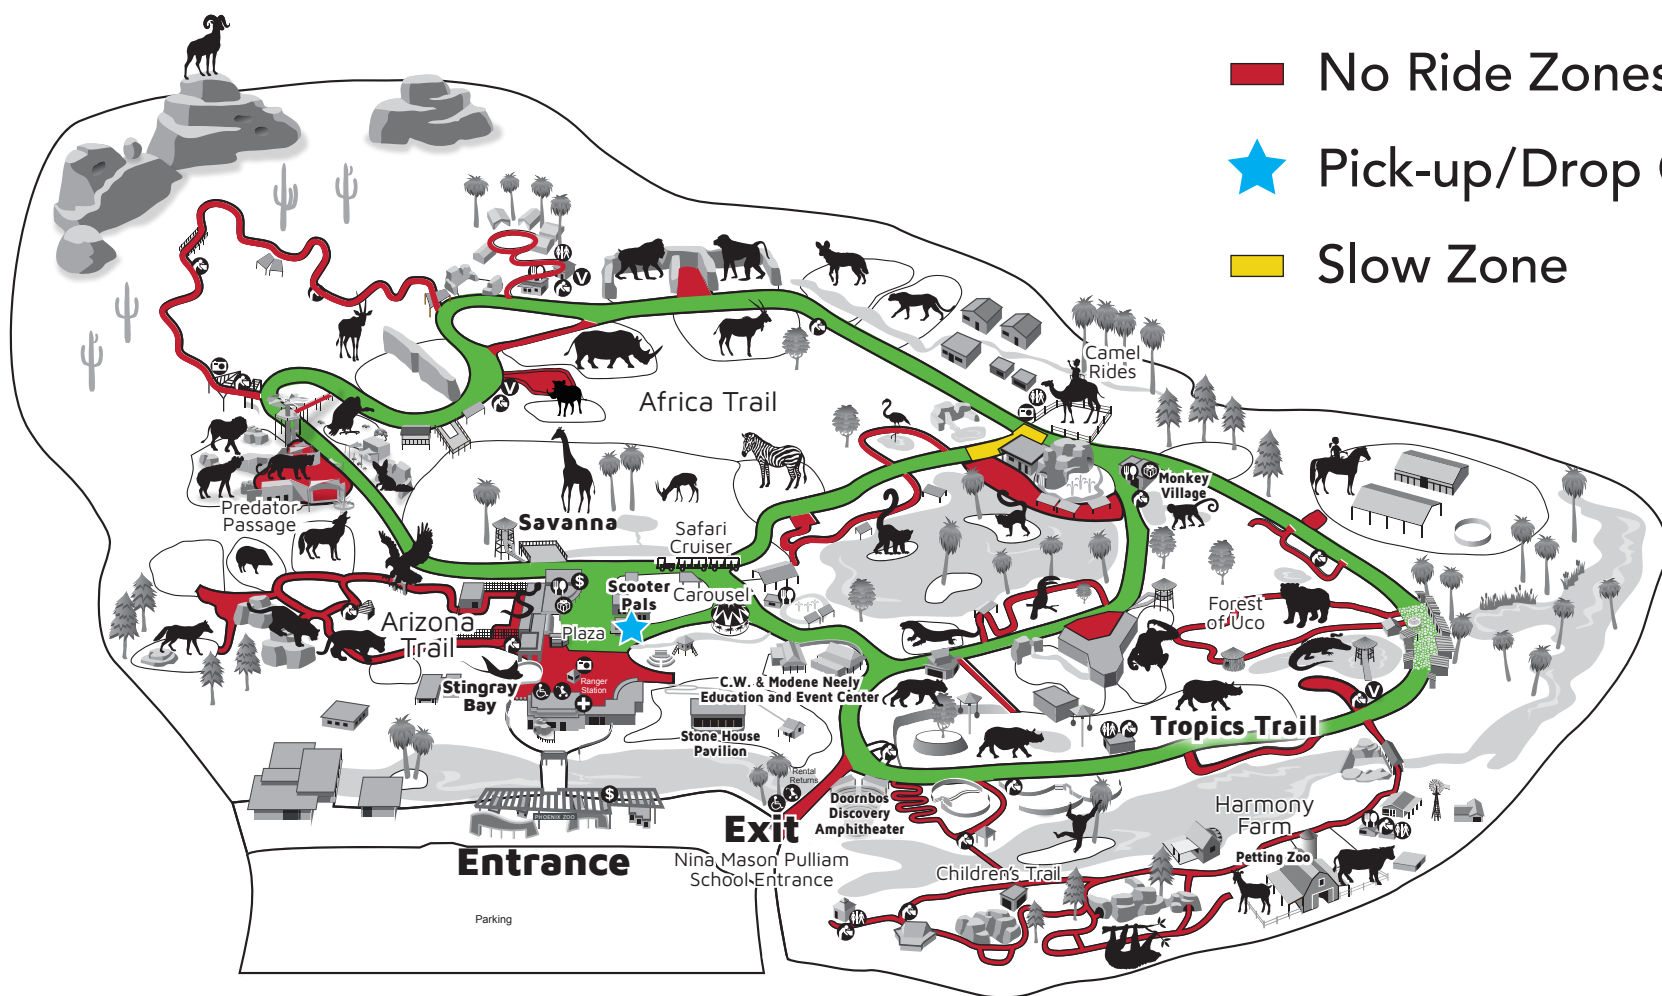 No Ride Zones
Pick-up/Drop
Slow Zone
Camel
Rides
Africa Trail
Monkey
Village
Predator
Passage
Savanna
Safari
Cruiser
Scooter
Pals
Carousel
Plaza
Arizona
Trail
Forest
of Uco
Stingray
Bay
Ranger
Station
C.W. & Modene Neely
Education and Event Center
Stone House
Pavilion
Tropics Trail
Rental
Returns
Doornbos
Discovery
Amphitheater
Harmony
Farm
PHOENIX ZOO
Exit
Entrance
Nina Mason Pulliam
School Entrance
Petting Zoo
Children's Trail
Parking
$
$
V
V
V